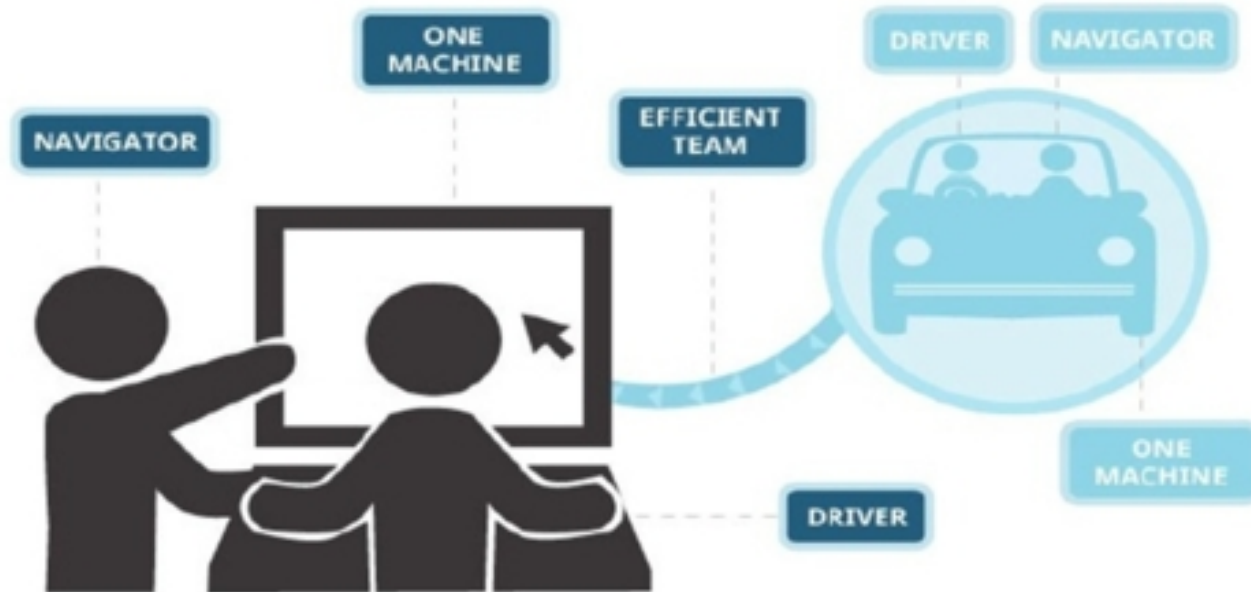 ONE
MACHINE
DRIVER
NAVIGATOR
NAVIGATOR
EFFICIENT
TEAM
ONE
MACHINE
DRIVER